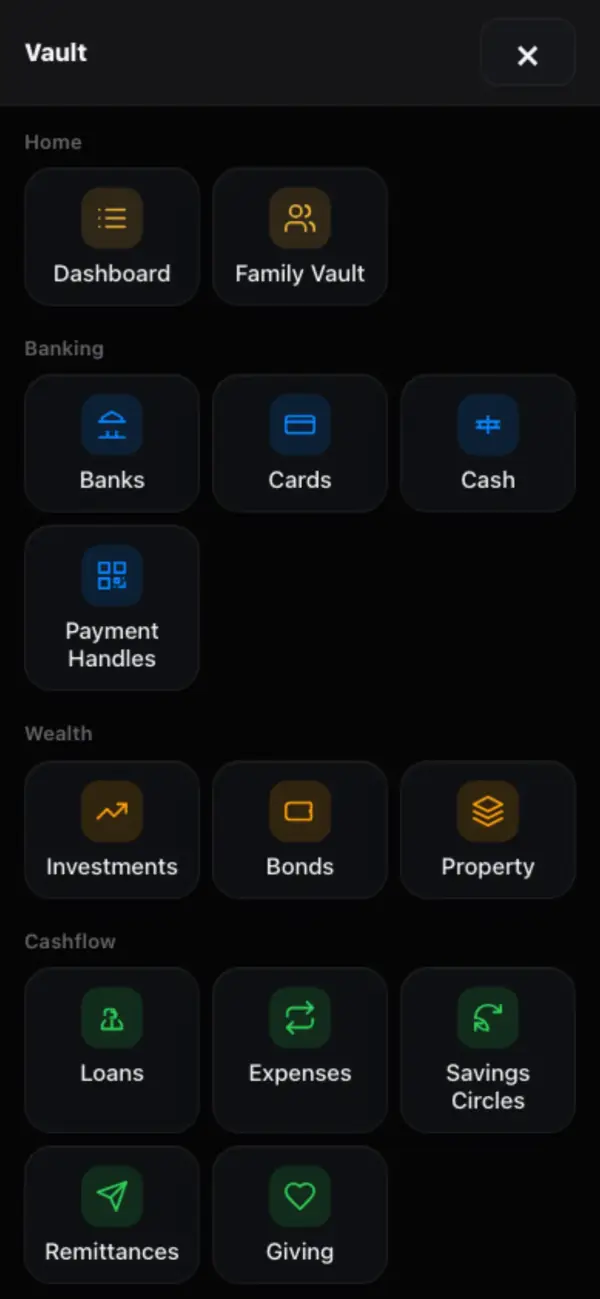 Vault
Home
Dashboard
Family Vault
Banking
Banks
Cards
Cash
Payment
Handles
Wealth
Investments
Bonds
Property
Cashflow
Loans
Expenses
Savings
Circles
Remittances
Giving